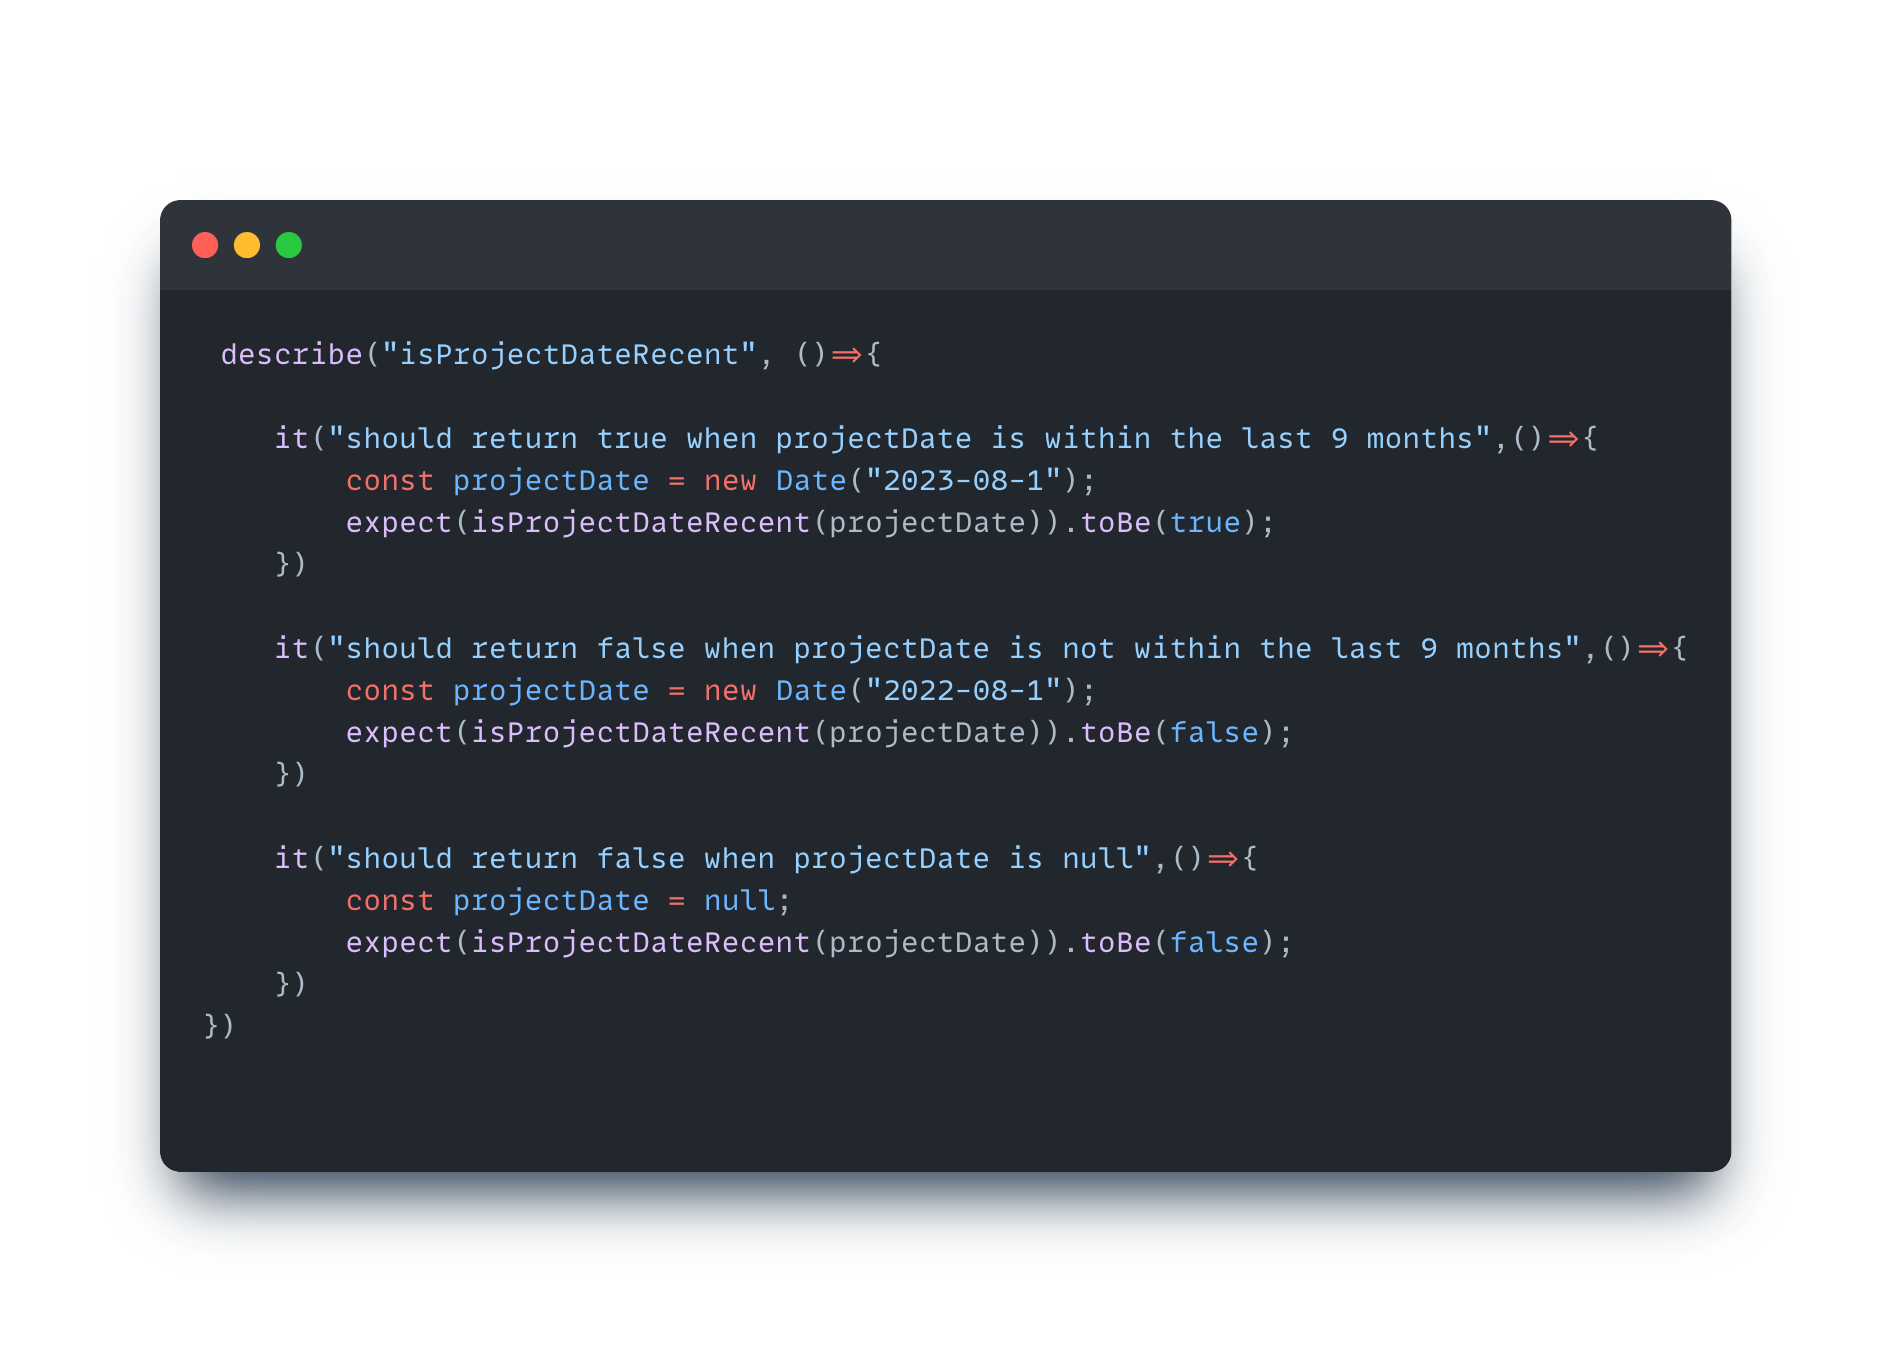 describe("isProjectDateRecent", ()=>{
it("should return true when projectDate is within the last 9 months",()=>{
const projectDate = new Date("2023-08-1");
expect(isProjectDateRecent(projectDate)).toBe(true);
})
it("should return false when projectDate is not within the last 9 months",()=>{
const projectDate = new Date("2022-08-1");
expect(isProjectDateRecent(projectDate)).toBe(false);
})
it("should return false when projectDate is null",()=>{
const projectDate = null;
expect(isProjectDateRecent(projectDate)).toBe(false);
})
})